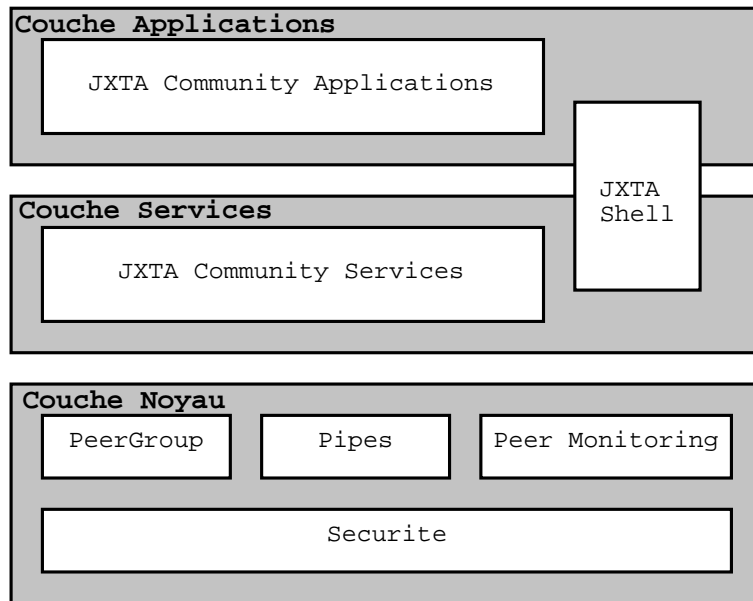 Couche Applications
JXTA Community Applications
JXTA
Shell
Couche Services
JXTA Community Services
Couche Noyau
PeerGroup
Pipes
Peer Monitoring
Securite